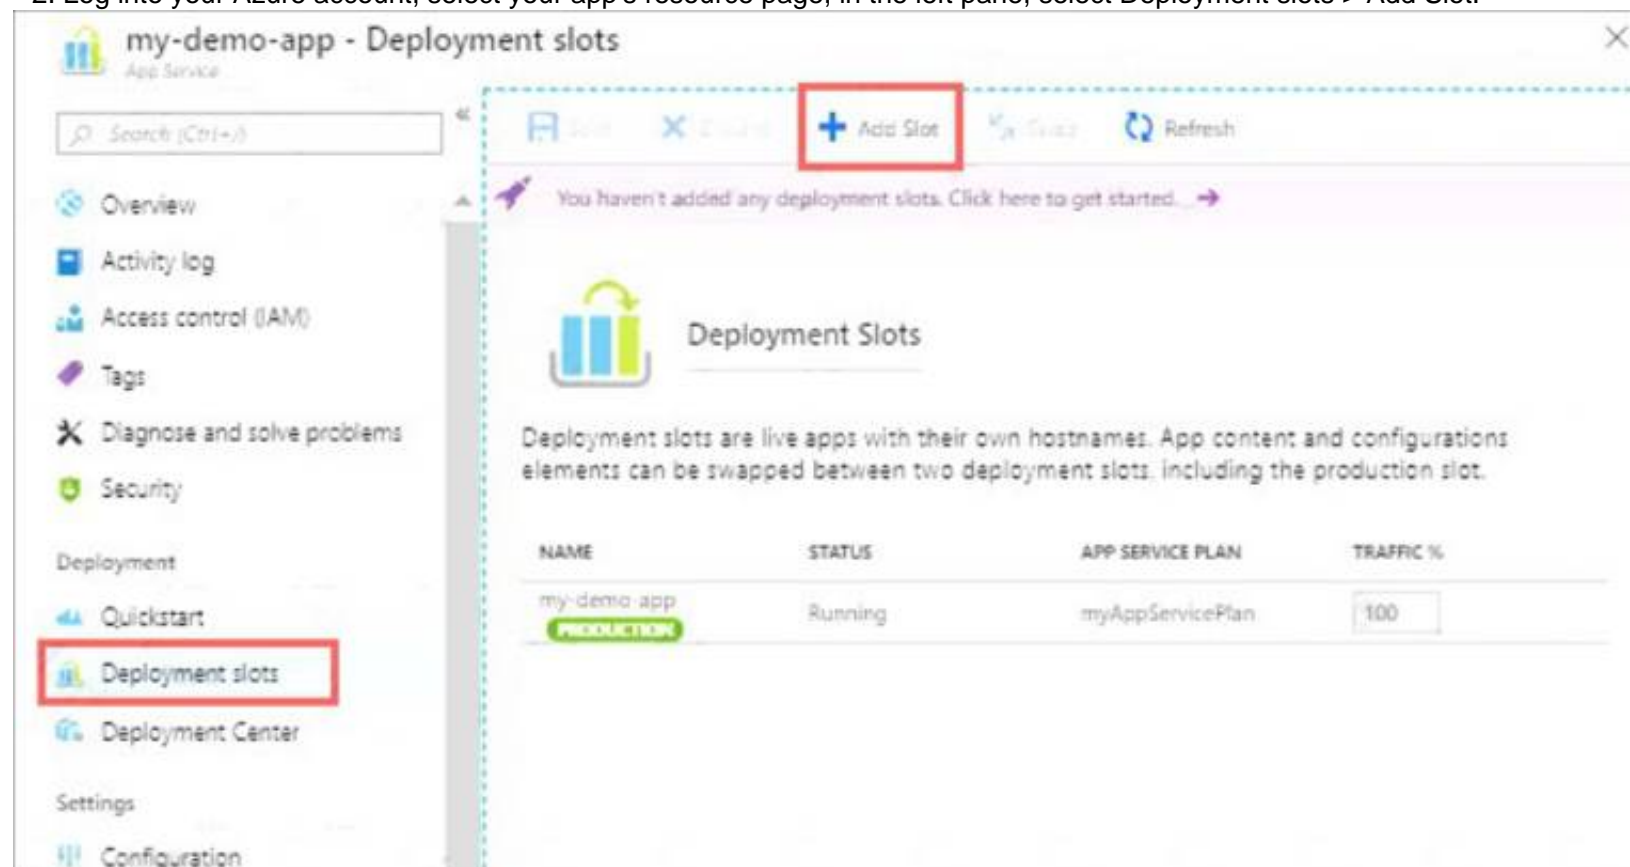 2. Log into your Azure account, select your app's resource page, in the left pane, select Deployment slots > Add Slot.
my-demo-app - Deployment slots
App Service
Search (Ctrl+/)
«
Add Slot
Refresh
You haven't added any deployment slots. Click here to get started.
Overview
Activity log
Access control (IAM)
Tags
Diagnose and solve problems
Security
Deployment
Quickstart
Deployment slots
Deployment Center
Settings
Configuration
Deployment Slots
Deployment slots are live apps with their own hostnames. App content and configurations
elements can be swapped between two deployment slots, including the production slot.
NAME STATUS APP SERVICE PLAN TRAFFIC %
my-demo-app Running myAppServicePlan 100
PRODUCTION